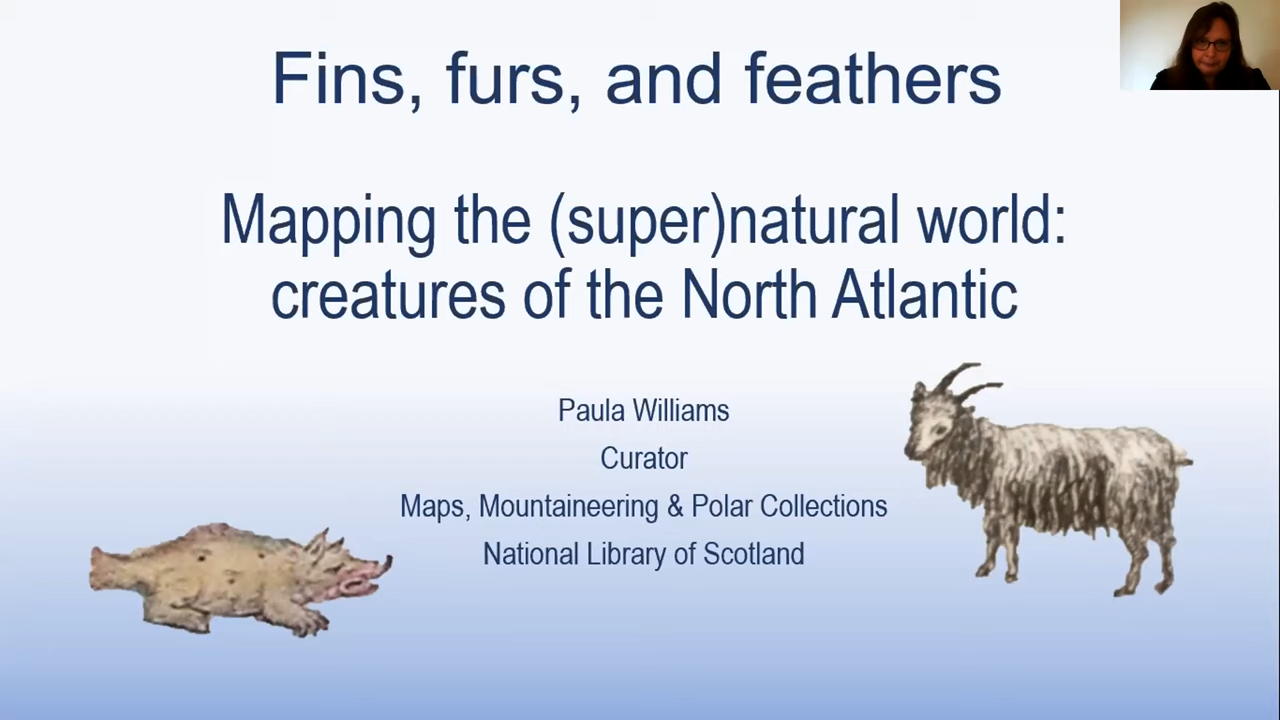 Fins, furs, and feathers
Mapping the (super)natural world:
creatures of the North Atlantic
Paula Williams
Curator
Maps, Mountaineering & Polar Collections
National Library of Scotland